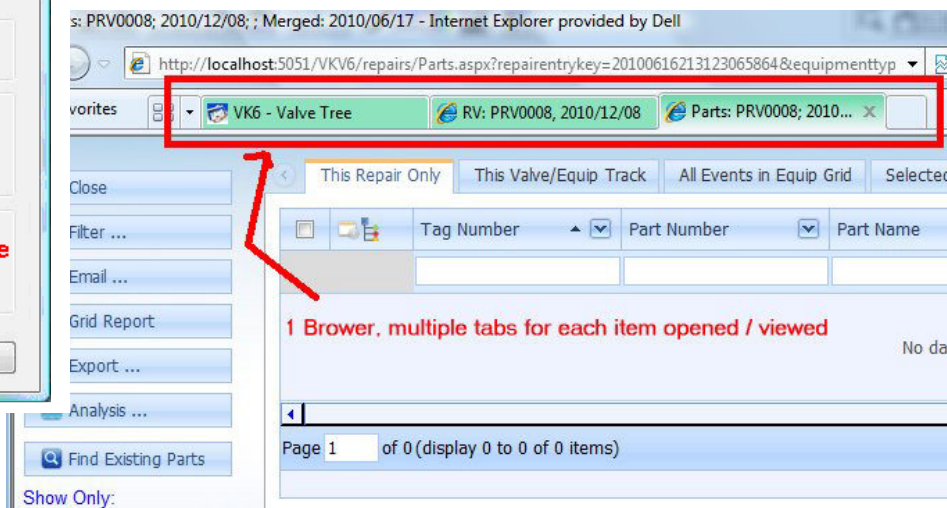 s: PRV0008; 2010/12/08; ; Merged: 2010/06/17 - Internet Explorer provided by Dell
http://localhost:5051/VKV6/repairs/Parts.aspx?repairentrykey=20100616213123065864&equipmenttyp
vorites VK6 - Valve Tree RV: PRV0008, 2010/12/08 Parts: PRV0008; 2010... x
This Repair Only This Valve/Equip Track All Events in Equip Grid Selected
Close
Filter ...
Email ...
Grid Report
Export ...
Analysis ...
Find Existing Parts
Show Only:
e
Tag Number Part Number Part Name
1 Brower, multiple tabs for each item opened / viewed
No da
Page 1 of 0 (display 0 to 0 of 0 items)